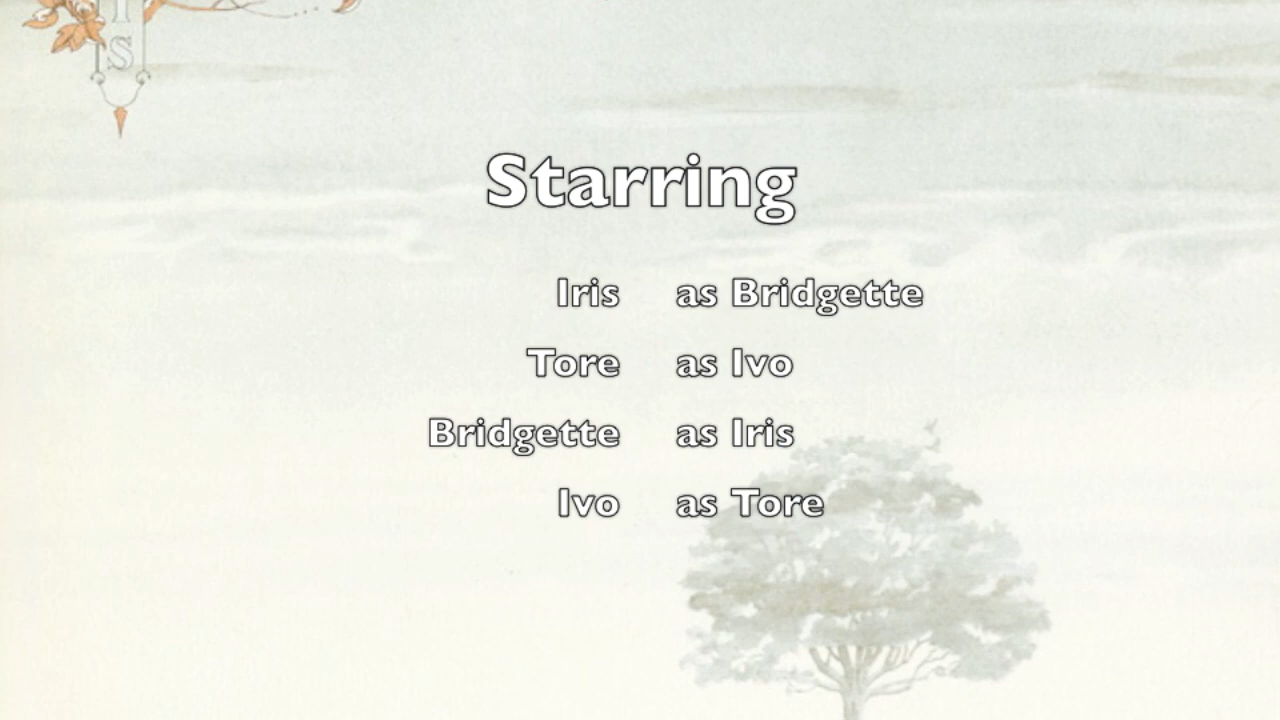 I
S
Starring
Iris as Bridgette
Tore as Ivo
Bridgette as Iris
Ivo as Tore